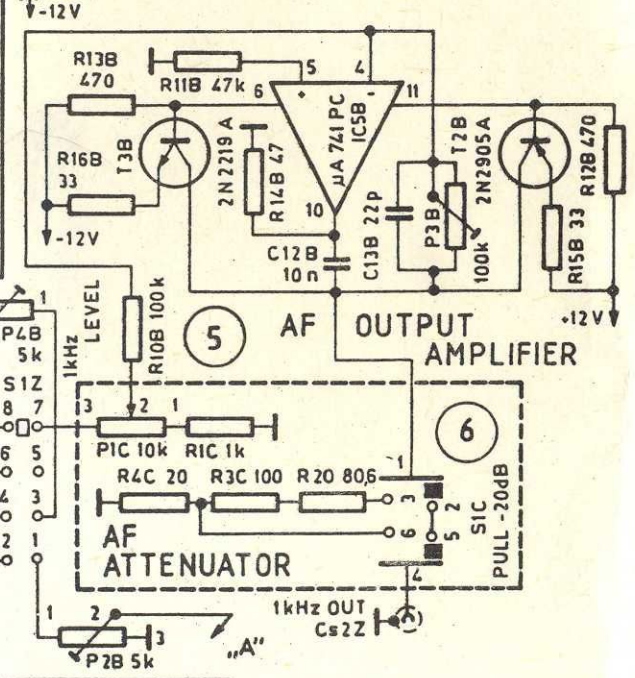 -12V
R13B
470
R11B 47k
5
4
6
11
+
-
µA 741 PC
IC5B
T3B
2N2219 A
R14B 47
R16B
33
T2B
2N2905A
R12B 470
10
C13B 22p
P3B
100k
R15B 33
-12V
C12B
10n
+12V
1
P4B
5k
1kHz
LEVEL
R10B 100k
5
AF OUTPUT
AMPLIFIER
S1Z
8
7
3
2
1
P1C 10k
R1C 1k
6
6
5
1
R4C 20
R3C 100
R20 80,6
3
2
4
3
6
5
S1C
PULL -20dB
AF
ATTENUATOR
2
1
4
1kHz OUT
Cs2Z
1
2
3
P2B 5k
„A"